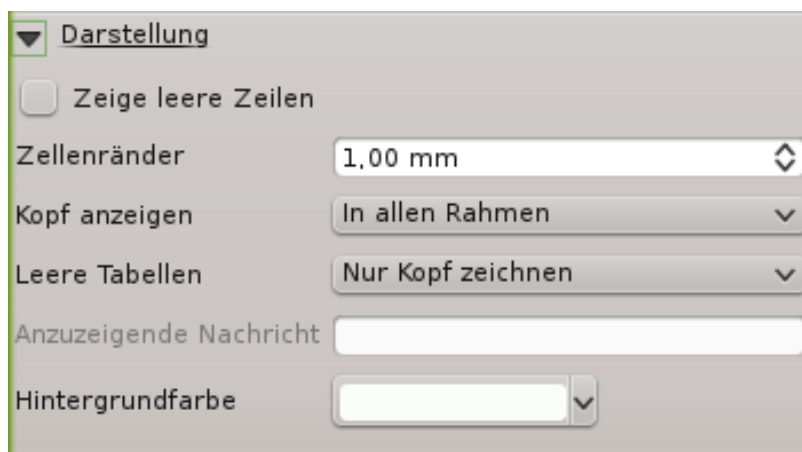 Darstellung
Zeige leere Zeilen
Zellenränder 1,00 mm
Kopf anzeigen In allen Rahmen
Leere Tabellen Nur Kopf zeichnen
Anzuzeigende Nachricht
Hintergrundfarbe